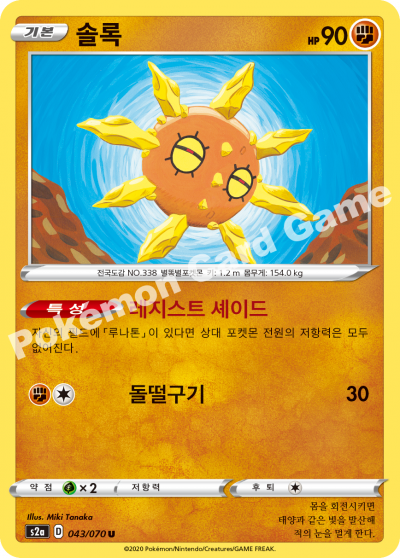 기본 솔록 HP 90
전국도감 NO.338 별똥별포켓몬 키: 1.2 m 몸무게: 154.0 kg
특성 레지스트 셰이드
자신의 필드에 「루나톤」이 있다면 상대 포켓몬 전원의 저항력은 모두
없어진다.
돌떨구기 30
약점 ×2 저항력 후퇴
Illus. Miki Tanaka
s2a D 043/070 U
몸을 회전시키면
태양과 같은 빛을 발산해
적의 눈을 멀게 한다.
©2020 Pokémon/Nintendo/Creatures/GAME FREAK.
Pokémon Card Game